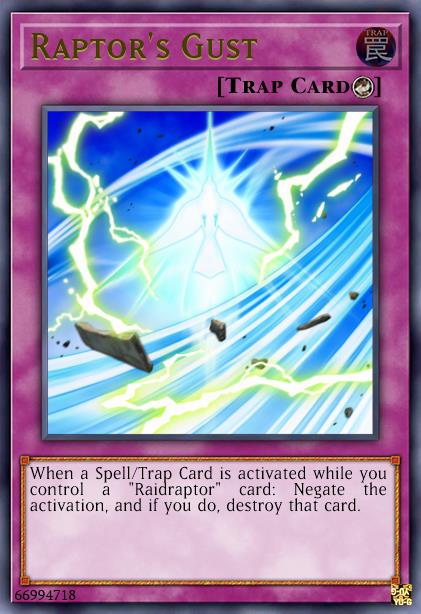 Raptor's Gust
TRAP
罠
[Trap Card]
When a Spell/Trap Card is activated while you
control a "Raidraptor" card: Negate the
activation, and if you do, destroy that card.
66994718